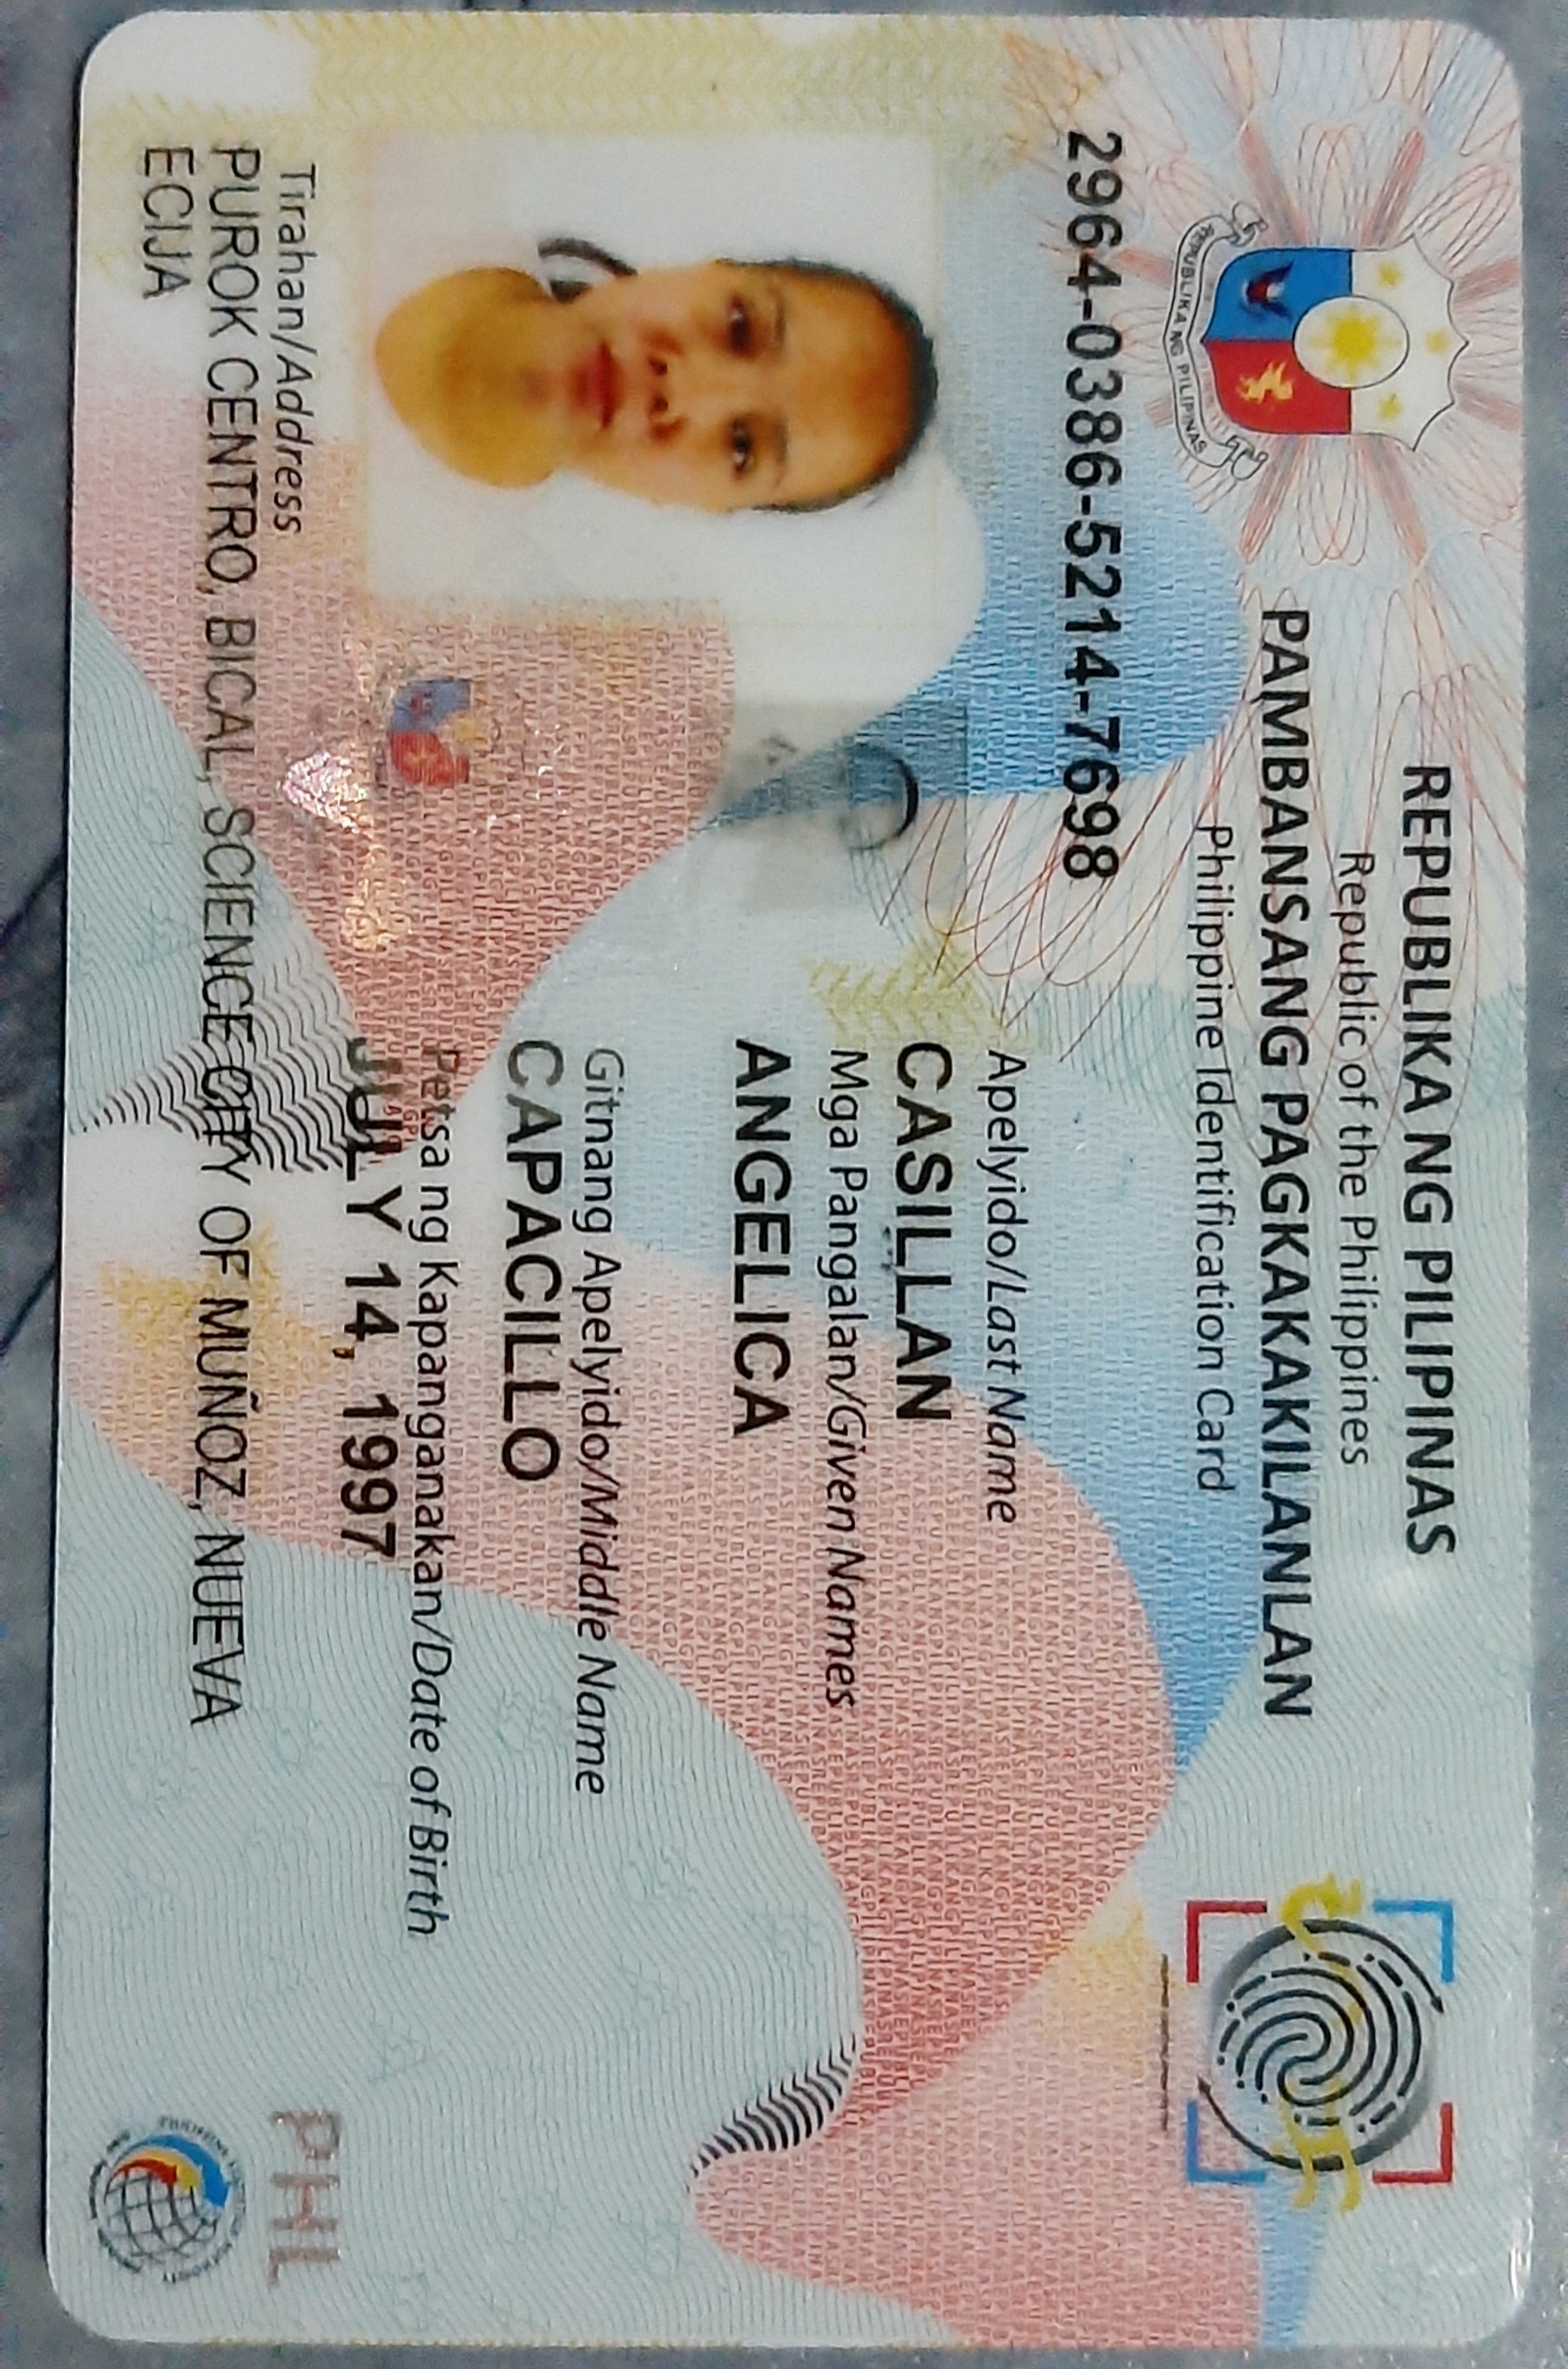 REPUBLIKA NG PILIPINAS
Republic of the Philippines
PAMBANSANG PAGKAKAKILANLAN
Philippine Identification Card
REPUBLIKA NG PILIPINAS
2964-0386-5214-7698
Apelyido/Last Name
CASILLAN
Mga Pangalan/Given Names
ANGELICA
Gitnang Apelyido/Middle Name
CAPACILLO
Petsa ng Kapanganakan/Date of Birth
JULY 14, 1997
Tirahan/Address
PUROK CENTRO, BICAL, SCIENCE CITY OF MUÑOZ, NUEVA
ECIJA
PHL